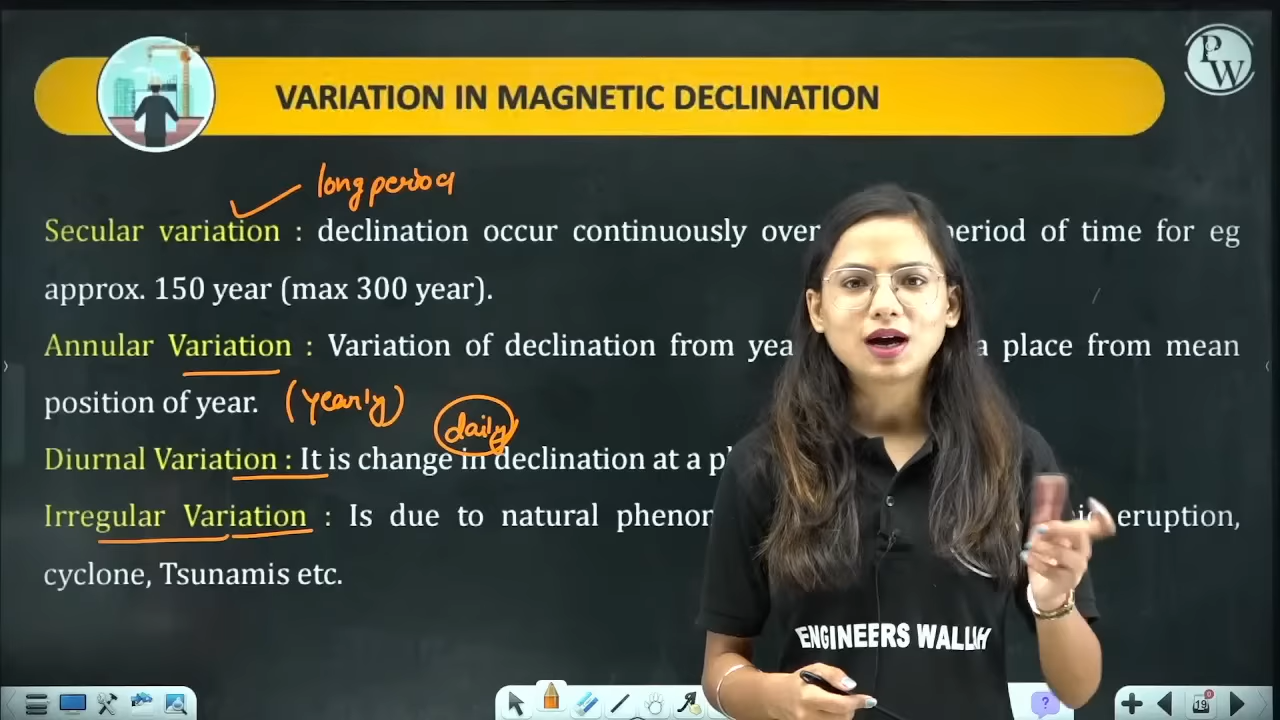 PW
VARIATION IN MAGNETIC DECLINATION
long period
Secular variation : declination occur continuously over period of time for eg
approx. 150 year (max 300 year).
Annular Variation : Variation of declination from a place from mean
position of year. (yearly)
daily
Diurnal Variation : It is change in declination at a
Irregular Variation : Is due to natural eruption,
cyclone, Tsunamis etc.
ENGINEERS WALLAH
19